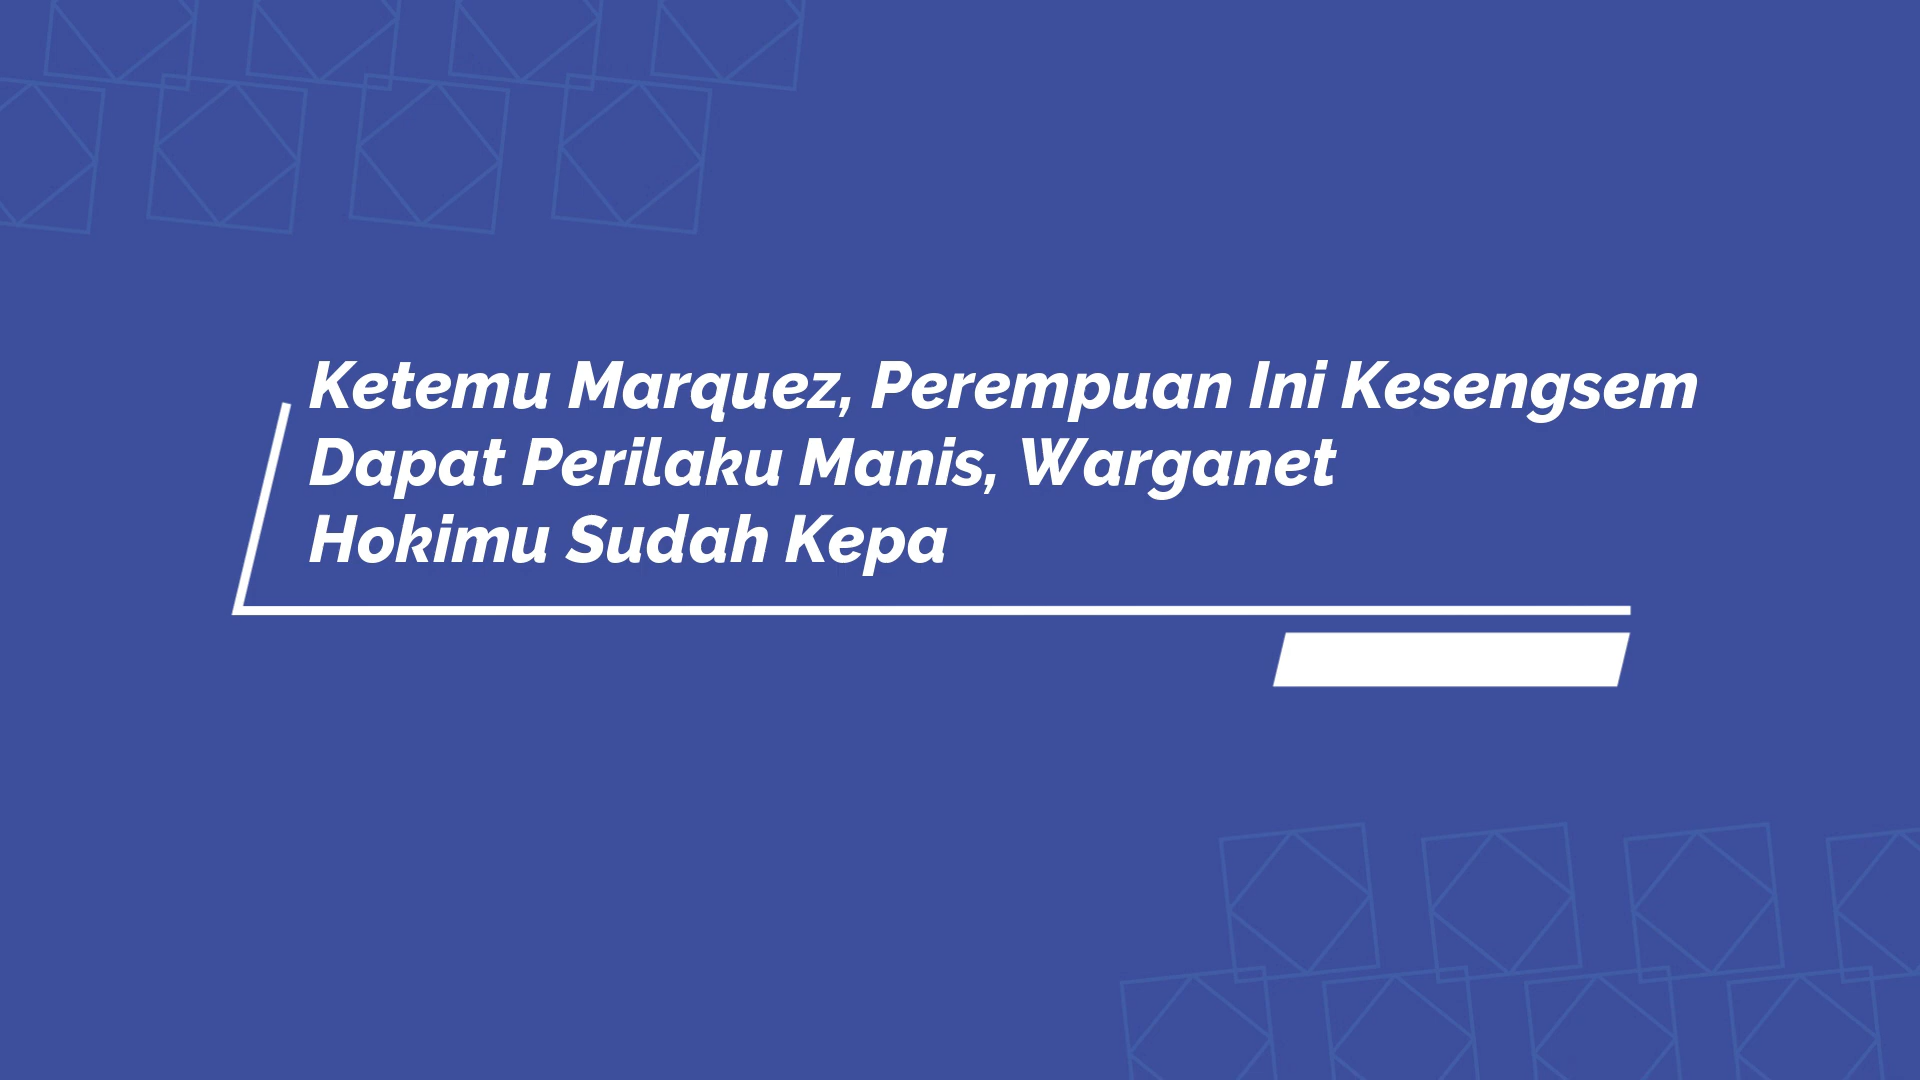 Ketemu Marquez, Perempuan Ini Kesengsem
Dapat Perilaku Manis, Warganet
Hokimu Sudah Kepa